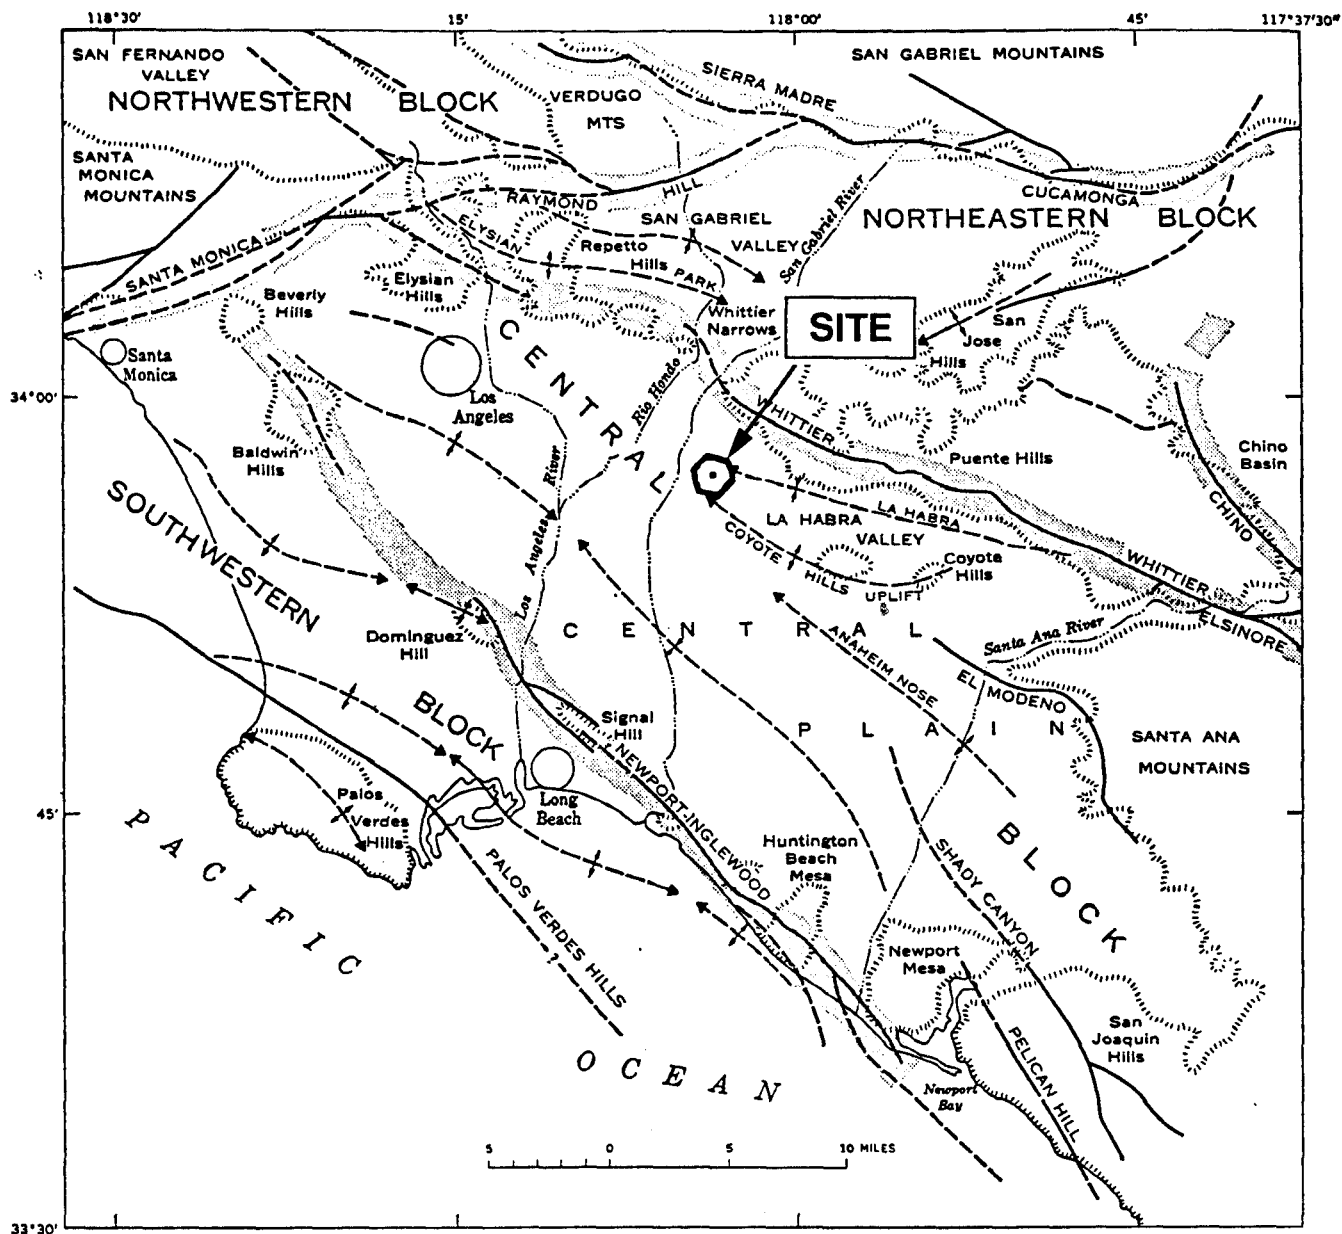 118°30'
15'
118°00'
45'
117°37'30"
SAN FERNANDO
VALLEY
NORTHWESTERN BLOCK
VERDUGO
MTS
SIERRA MADRE
SAN GABRIEL MOUNTAINS
SANTA
MONICA
MOUNTAINS
RAYMOND
HILL
CUCAMONGA
SAN GABRIEL
VALLEY
San Gabriel River
NORTHEASTERN BLOCK
SANTA MONICA
ELYSIAN
PARK
Repetto
Hills
Elysian
Hills
Beverly
Hills
Whittier
Narrows
SITE
San
Jose
Hills
Santa
Monica
Los
Angeles
CENTRAL
Rio Hondo
34°00'
WHITTIER
Puente Hills
Chino
Basin
CHINO
Baldwin
Hills
Los Angeles River
SOUTHWESTERN
LA HABRA
LA HABRA
VALLEY
COYOTE
HILLS
UPLIFT
Coyote
Hills
WHITTIER
ELSINORE
Dominguez
Hill
CENTRAL
ANAHEIM NOSE
Santa Ana River
EL MODENO
BLOCK
Signal
Hill
PLAIN
SANTA ANA
MOUNTAINS
NEWPORT-INGLEWOOD
Palos
Verdes
Hills
Long
Beach
45'
PACIFIC
PALOS VERDES HILLS
?
Huntington
Beach
Mesa
SHADY CANYON
BLOCK
Newport
Mesa
San
Joaquin
Hills
PELICAN HILL
OCEAN
Newport
Bay
5 0 5 10 MILES
33°30'